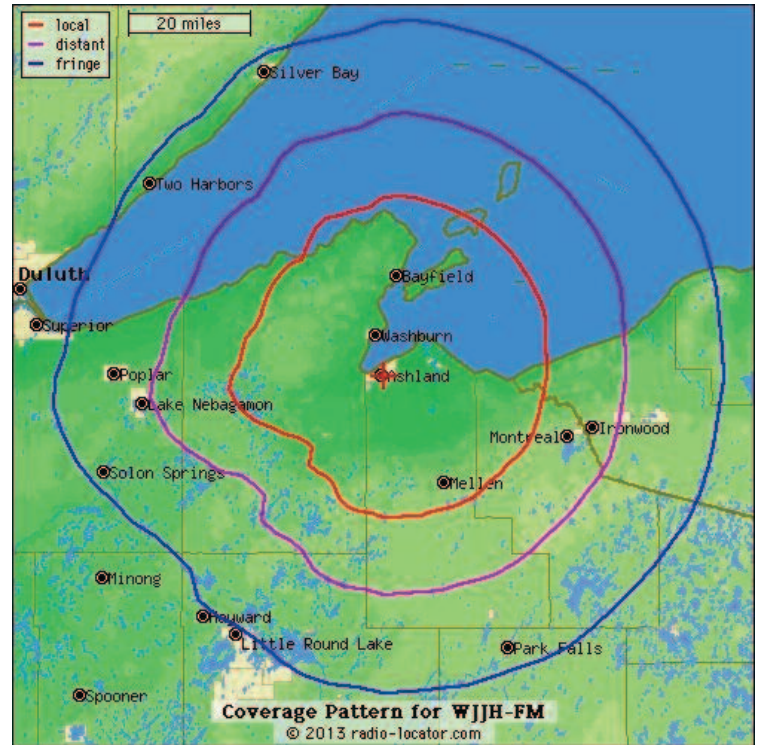 local
distant
fringe
20 miles
Silver Bay
Two Harbors
Duluth
Bayfield
Superior
Washburn
Poplar
Ashland
Lake Nebagamon
Ironwood
Montreal
Solon Springs
Mellen
Minong
Hayward
Little Round Lake
Park Falls
Spooner
Coverage Pattern for WJJH-FM
© 2013 radio-locator.com